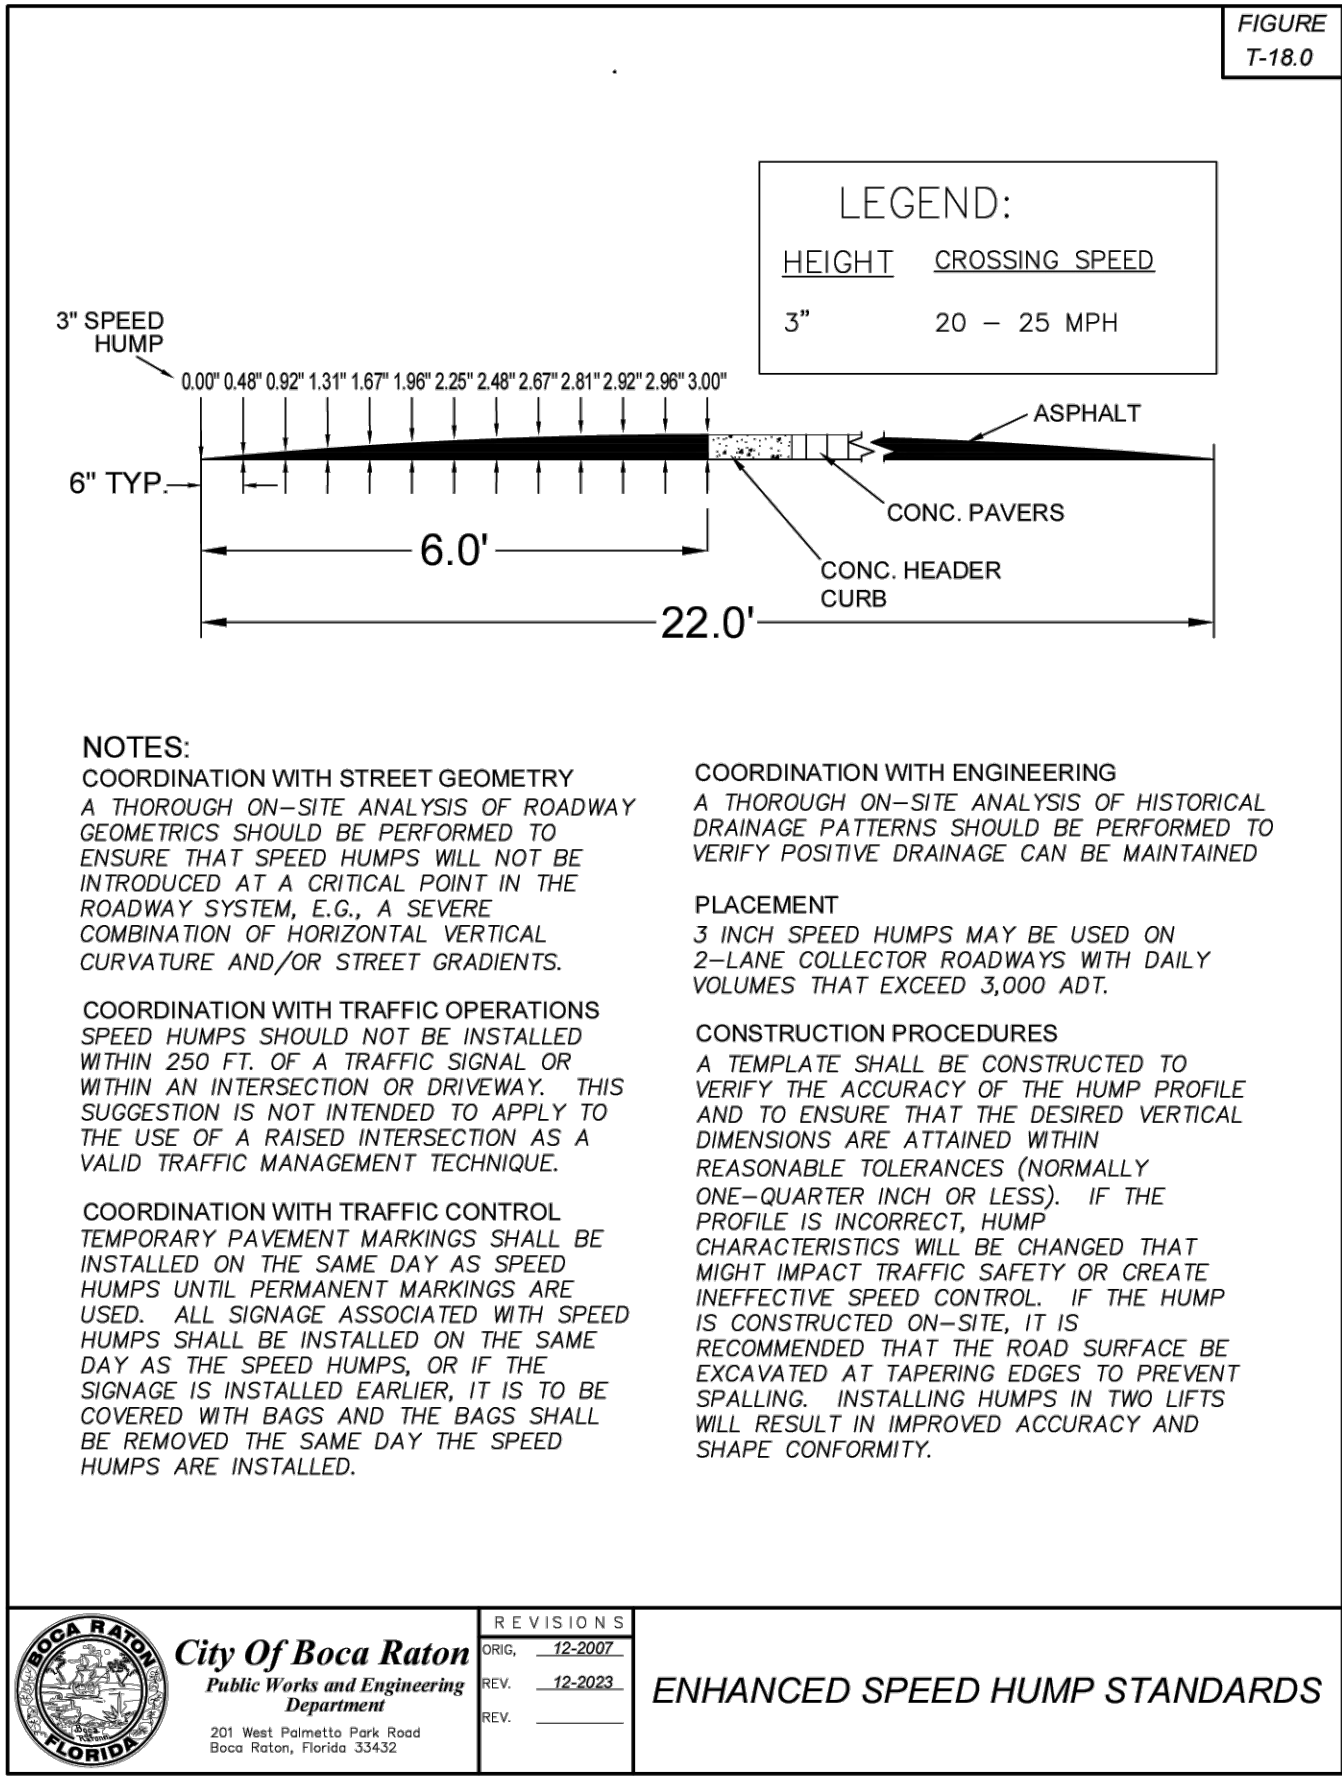 FIGURE
T-18.0
LEGEND:
HEIGHT CROSSING SPEED
3" 20 – 25 MPH
3" SPEED
HUMP
0.00" 0.48" 0.92" 1.31" 1.67" 1.96" 2.25" 2.48" 2.67" 2.81" 2.92" 2.96" 3.00"
ASPHALT
6" TYP.
CONC. PAVERS
6.0'
CONC. HEADER
CURB
22.0'
NOTES:
COORDINATION WITH STREET GEOMETRY
A THOROUGH ON–SITE ANALYSIS OF ROADWAY
GEOMETRICS SHOULD BE PERFORMED TO
ENSURE THAT SPEED HUMPS WILL NOT BE
INTRODUCED AT A CRITICAL POINT IN THE
ROADWAY SYSTEM, E.G., A SEVERE
COMBINATION OF HORIZONTAL VERTICAL
CURVATURE AND/OR STREET GRADIENTS.
COORDINATION WITH TRAFFIC OPERATIONS
SPEED HUMPS SHOULD NOT BE INSTALLED
WITHIN 250 FT. OF A TRAFFIC SIGNAL OR
WITHIN AN INTERSECTION OR DRIVEWAY. THIS
SUGGESTION IS NOT INTENDED TO APPLY TO
THE USE OF A RAISED INTERSECTION AS A
VALID TRAFFIC MANAGEMENT TECHNIQUE.
COORDINATION WITH TRAFFIC CONTROL
TEMPORARY PAVEMENT MARKINGS SHALL BE
INSTALLED ON THE SAME DAY AS SPEED
HUMPS UNTIL PERMANENT MARKINGS ARE
USED. ALL SIGNAGE ASSOCIATED WITH SPEED
HUMPS SHALL BE INSTALLED ON THE SAME
DAY AS THE SPEED HUMPS, OR IF THE
SIGNAGE IS INSTALLED EARLIER, IT IS TO BE
COVERED WITH BAGS AND THE BAGS SHALL
BE REMOVED THE SAME DAY THE SPEED
HUMPS ARE INSTALLED.
COORDINATION WITH ENGINEERING
A THOROUGH ON–SITE ANALYSIS OF HISTORICAL
DRAINAGE PATTERNS SHOULD BE PERFORMED TO
VERIFY POSITIVE DRAINAGE CAN BE MAINTAINED
PLACEMENT
3 INCH SPEED HUMPS MAY BE USED ON
2–LANE COLLECTOR ROADWAYS WITH DAILY
VOLUMES THAT EXCEED 3,000 ADT.
CONSTRUCTION PROCEDURES
A TEMPLATE SHALL BE CONSTRUCTED TO
VERIFY THE ACCURACY OF THE HUMP PROFILE
AND TO ENSURE THAT THE DESIRED VERTICAL
DIMENSIONS ARE ATTAINED WITHIN
REASONABLE TOLERANCES (NORMALLY
ONE–QUARTER INCH OR LESS). IF THE
PROFILE IS INCORRECT, HUMP
CHARACTERISTICS WILL BE CHANGED THAT
MIGHT IMPACT TRAFFIC SAFETY OR CREATE
INEFFECTIVE SPEED CONTROL. IF THE HUMP
IS CONSTRUCTED ON–SITE, IT IS
RECOMMENDED THAT THE ROAD SURFACE BE
EXCAVATED AT TAPERING EDGES TO PREVENT
SPALLING. INSTALLING HUMPS IN TWO LIFTS
WILL RESULT IN IMPROVED ACCURACY AND
SHAPE CONFORMITY.
BOCA RATON
FLORIDA
City Of Boca Raton
Public Works and Engineering
Department
201 West Palmetto Park Road
Boca Raton, Florida 33432
REVISIONS
ORIG, 12-2007
REV. 12-2023
REV.
ENHANCED SPEED HUMP STANDARDS